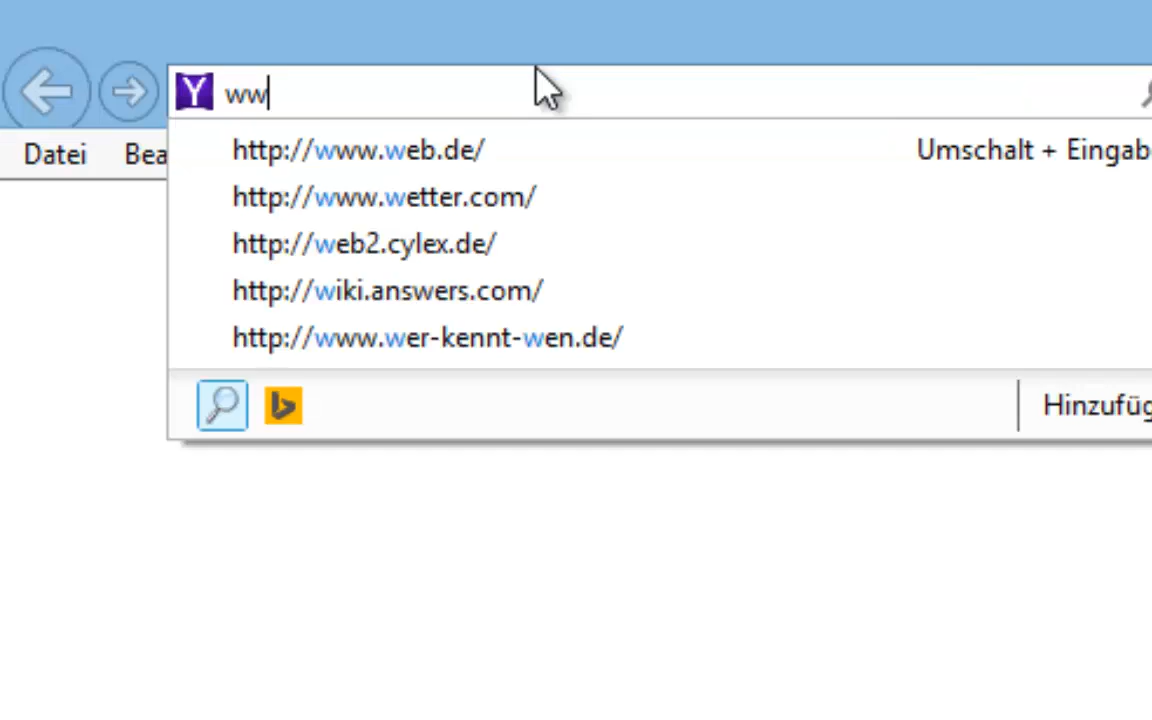 Y ww
http://www.web.de/ Umschalt + Eingab
http://www.wetter.com/
http://web2.cylex.de/
http://wiki.answers.com/
http://www.wer-kennt-wen.de/
Datei Bea
Hinzufüg